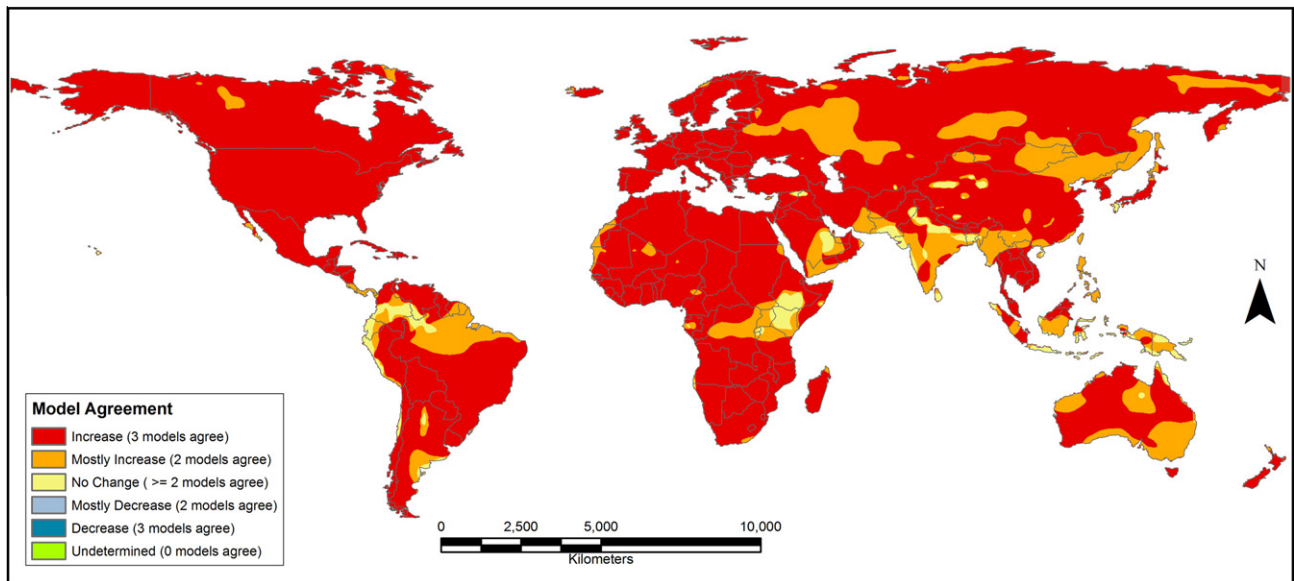 N
Model Agreement
Increase (3 models agree)
Mostly Increase (2 models agree)
No Change ( >= 2 models agree)
Mostly Decrease (2 models agree)
Decrease (3 models agree)
Undetermined (0 models agree)
0 2,500 5,000 10,000
Kilometers